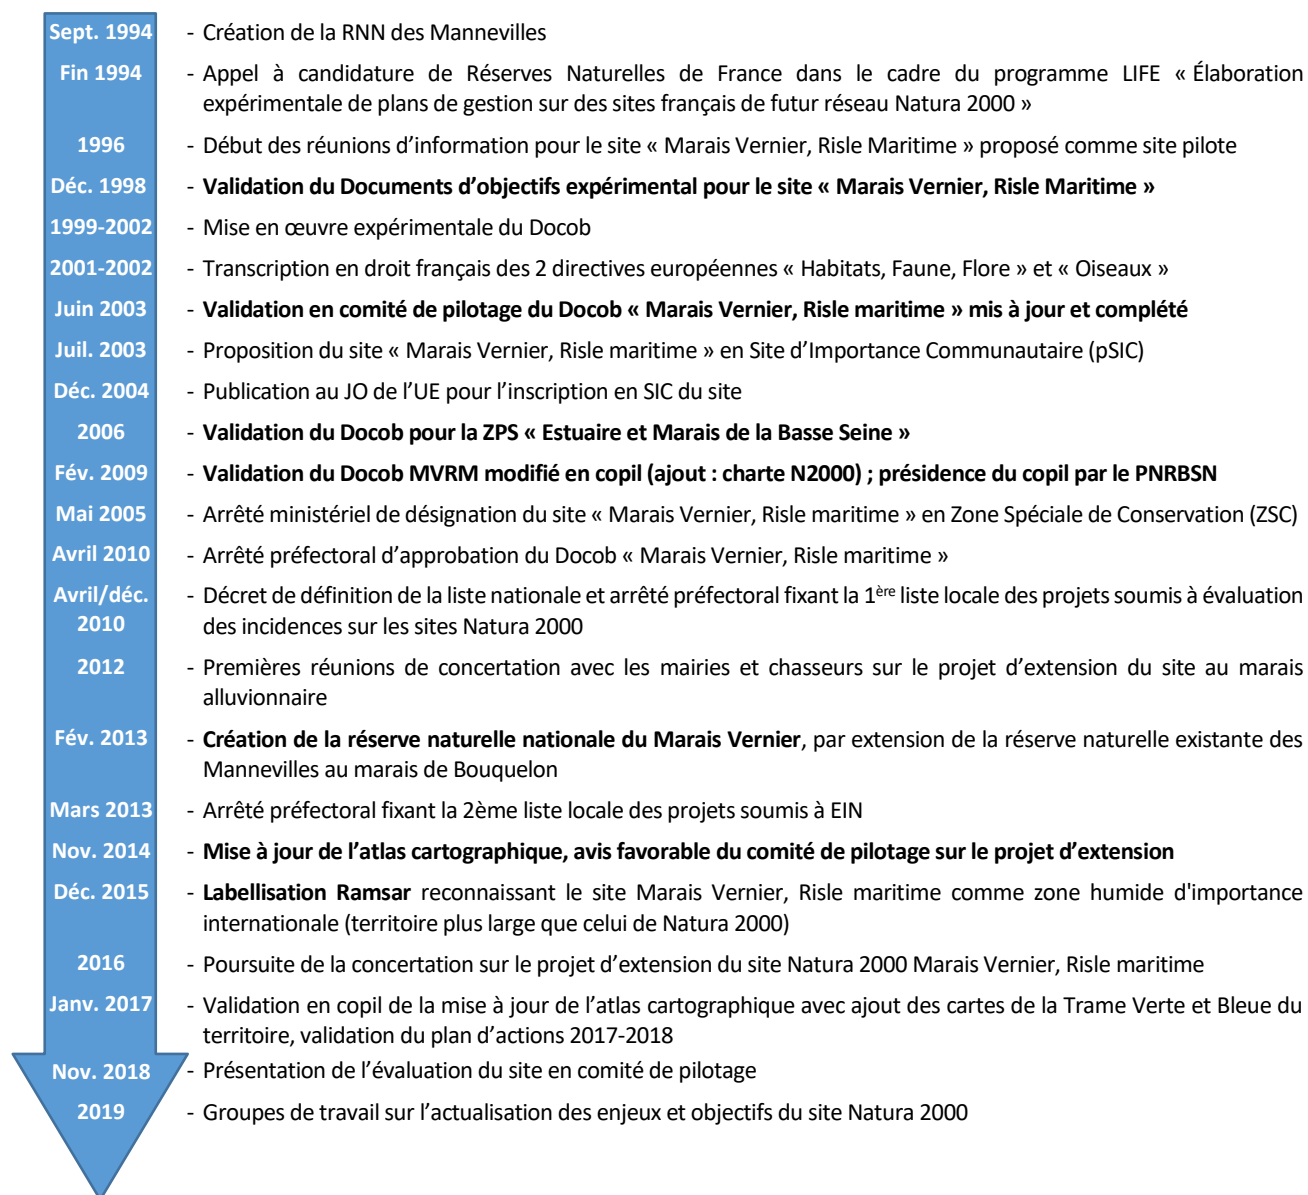 Sept. 1994 - Création de la RNN des Mannevilles
Fin 1994 - Appel à candidature de Réserves Naturelles de France dans le cadre du programme LIFE « Élaboration
expérimentale de plans de gestion sur des sites français de futur réseau Natura 2000 »
1996 - Début des réunions d’information pour le site « Marais Vernier, Risle Maritime » proposé comme site pilote
Déc. 1998 - Validation du Documents d’objectifs expérimental pour le site « Marais Vernier, Risle Maritime »
1999-2002 - Mise en œuvre expérimentale du Docob
2001-2002 - Transcription en droit français des 2 directives européennes « Habitats, Faune, Flore » et « Oiseaux »
Juin 2003 - Validation en comité de pilotage du Docob « Marais Vernier, Risle maritime » mis à jour et complété
Juil. 2003 - Proposition du site « Marais Vernier, Risle maritime » en Site d’Importance Communautaire (pSIC)
Déc. 2004 - Publication au JO de l’UE pour l’inscription en SIC du site
2006 - Validation du Docob pour la ZPS « Estuaire et Marais de la Basse Seine »
Fév. 2009 - Validation du Docob MVRM modifié en copil (ajout : charte N2000) ; présidence du copil par le PNRBSN
Mai 2005 - Arrêté ministériel de désignation du site « Marais Vernier, Risle maritime » en Zone Spéciale de Conservation (ZSC)
Avril 2010 - Arrêté préfectoral d’approbation du Docob « Marais Vernier, Risle maritime »
Avril/déc. - Décret de définition de la liste nationale et arrêté préfectoral fixant la 1ère liste locale des projets soumis à évaluation
2010 des incidences sur les sites Natura 2000
2012 - Premières réunions de concertation avec les mairies et chasseurs sur le projet d’extension du site au marais
alluvionnaire
Fév. 2013 - Création de la réserve naturelle nationale du Marais Vernier, par extension de la réserve naturelle existante des
Mannevilles au marais de Bouquelon
Mars 2013 - Arrêté préfectoral fixant la 2ème liste locale des projets soumis à EIN
Nov. 2014 - Mise à jour de l’atlas cartographique, avis favorable du comité de pilotage sur le projet d’extension
Déc. 2015 - Labellisation Ramsar reconnaissant le site Marais Vernier, Risle maritime comme zone humide d'importance
internationale (territoire plus large que celui de Natura 2000)
2016 - Poursuite de la concertation sur le projet d’extension du site Natura 2000 Marais Vernier, Risle maritime
Janv. 2017 - Validation en copil de la mise à jour de l’atlas cartographique avec ajout des cartes de la Trame Verte et Bleue du
territoire, validation du plan d’actions 2017-2018
Nov. 2018 - Présentation de l’évaluation du site en comité de pilotage
2019 - Groupes de travail sur l’actualisation des enjeux et objectifs du site Natura 2000